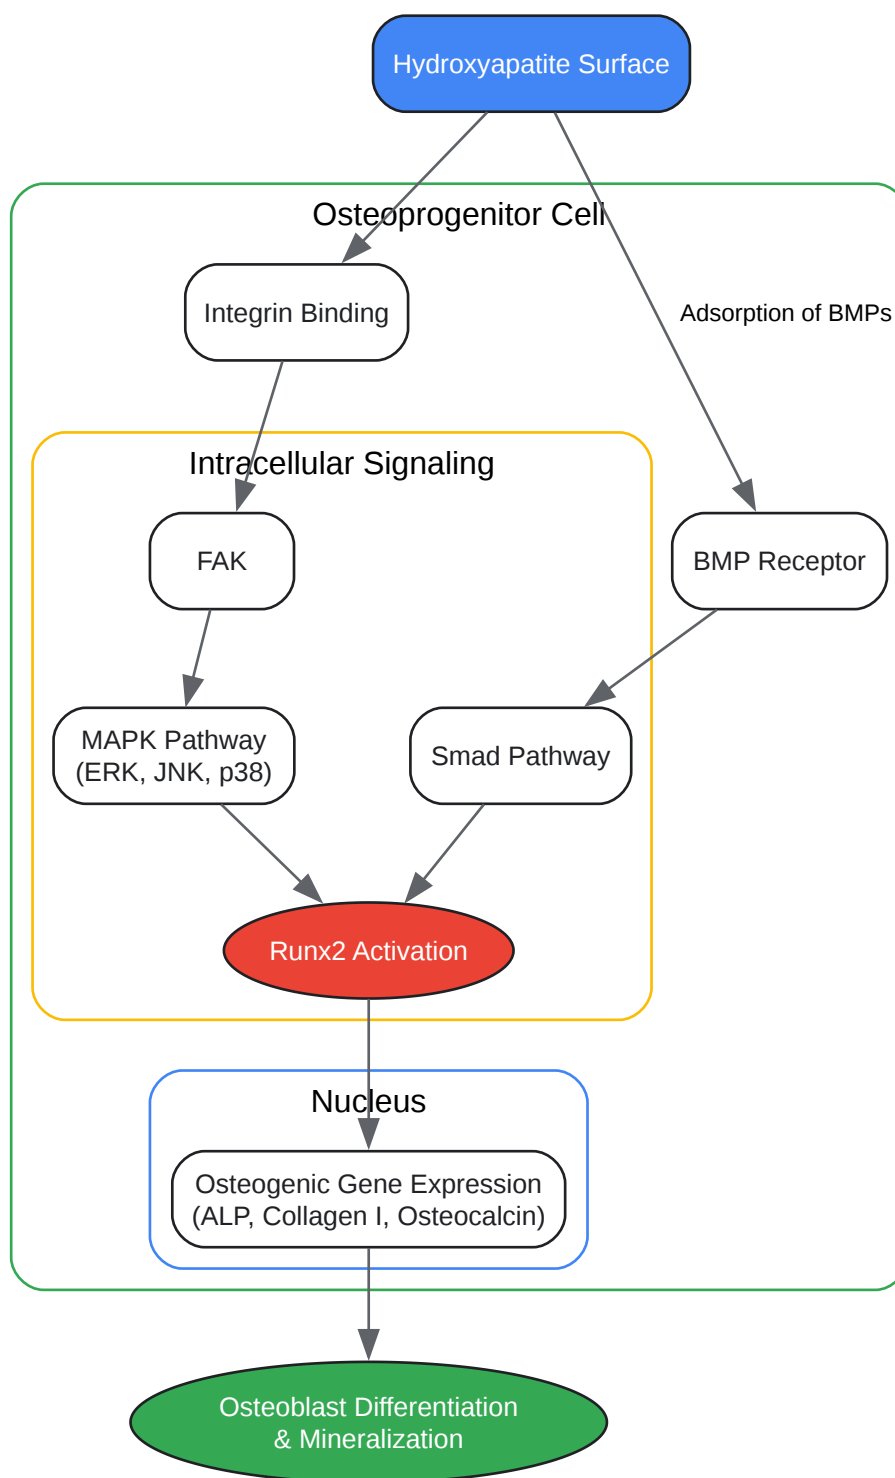 Hydroxyapatite Surface
Osteoprogenitor Cell
Integrin Binding
Adsorption of BMPs
Intracellular Signaling
FAK
BMP Receptor
MAPK Pathway
(ERK, JNK, p38)
Smad Pathway
Runx2 Activation
Nucleus
Osteogenic Gene Expression
(ALP, Collagen I, Osteocalcin)
Osteoblast Differentiation
& Mineralization